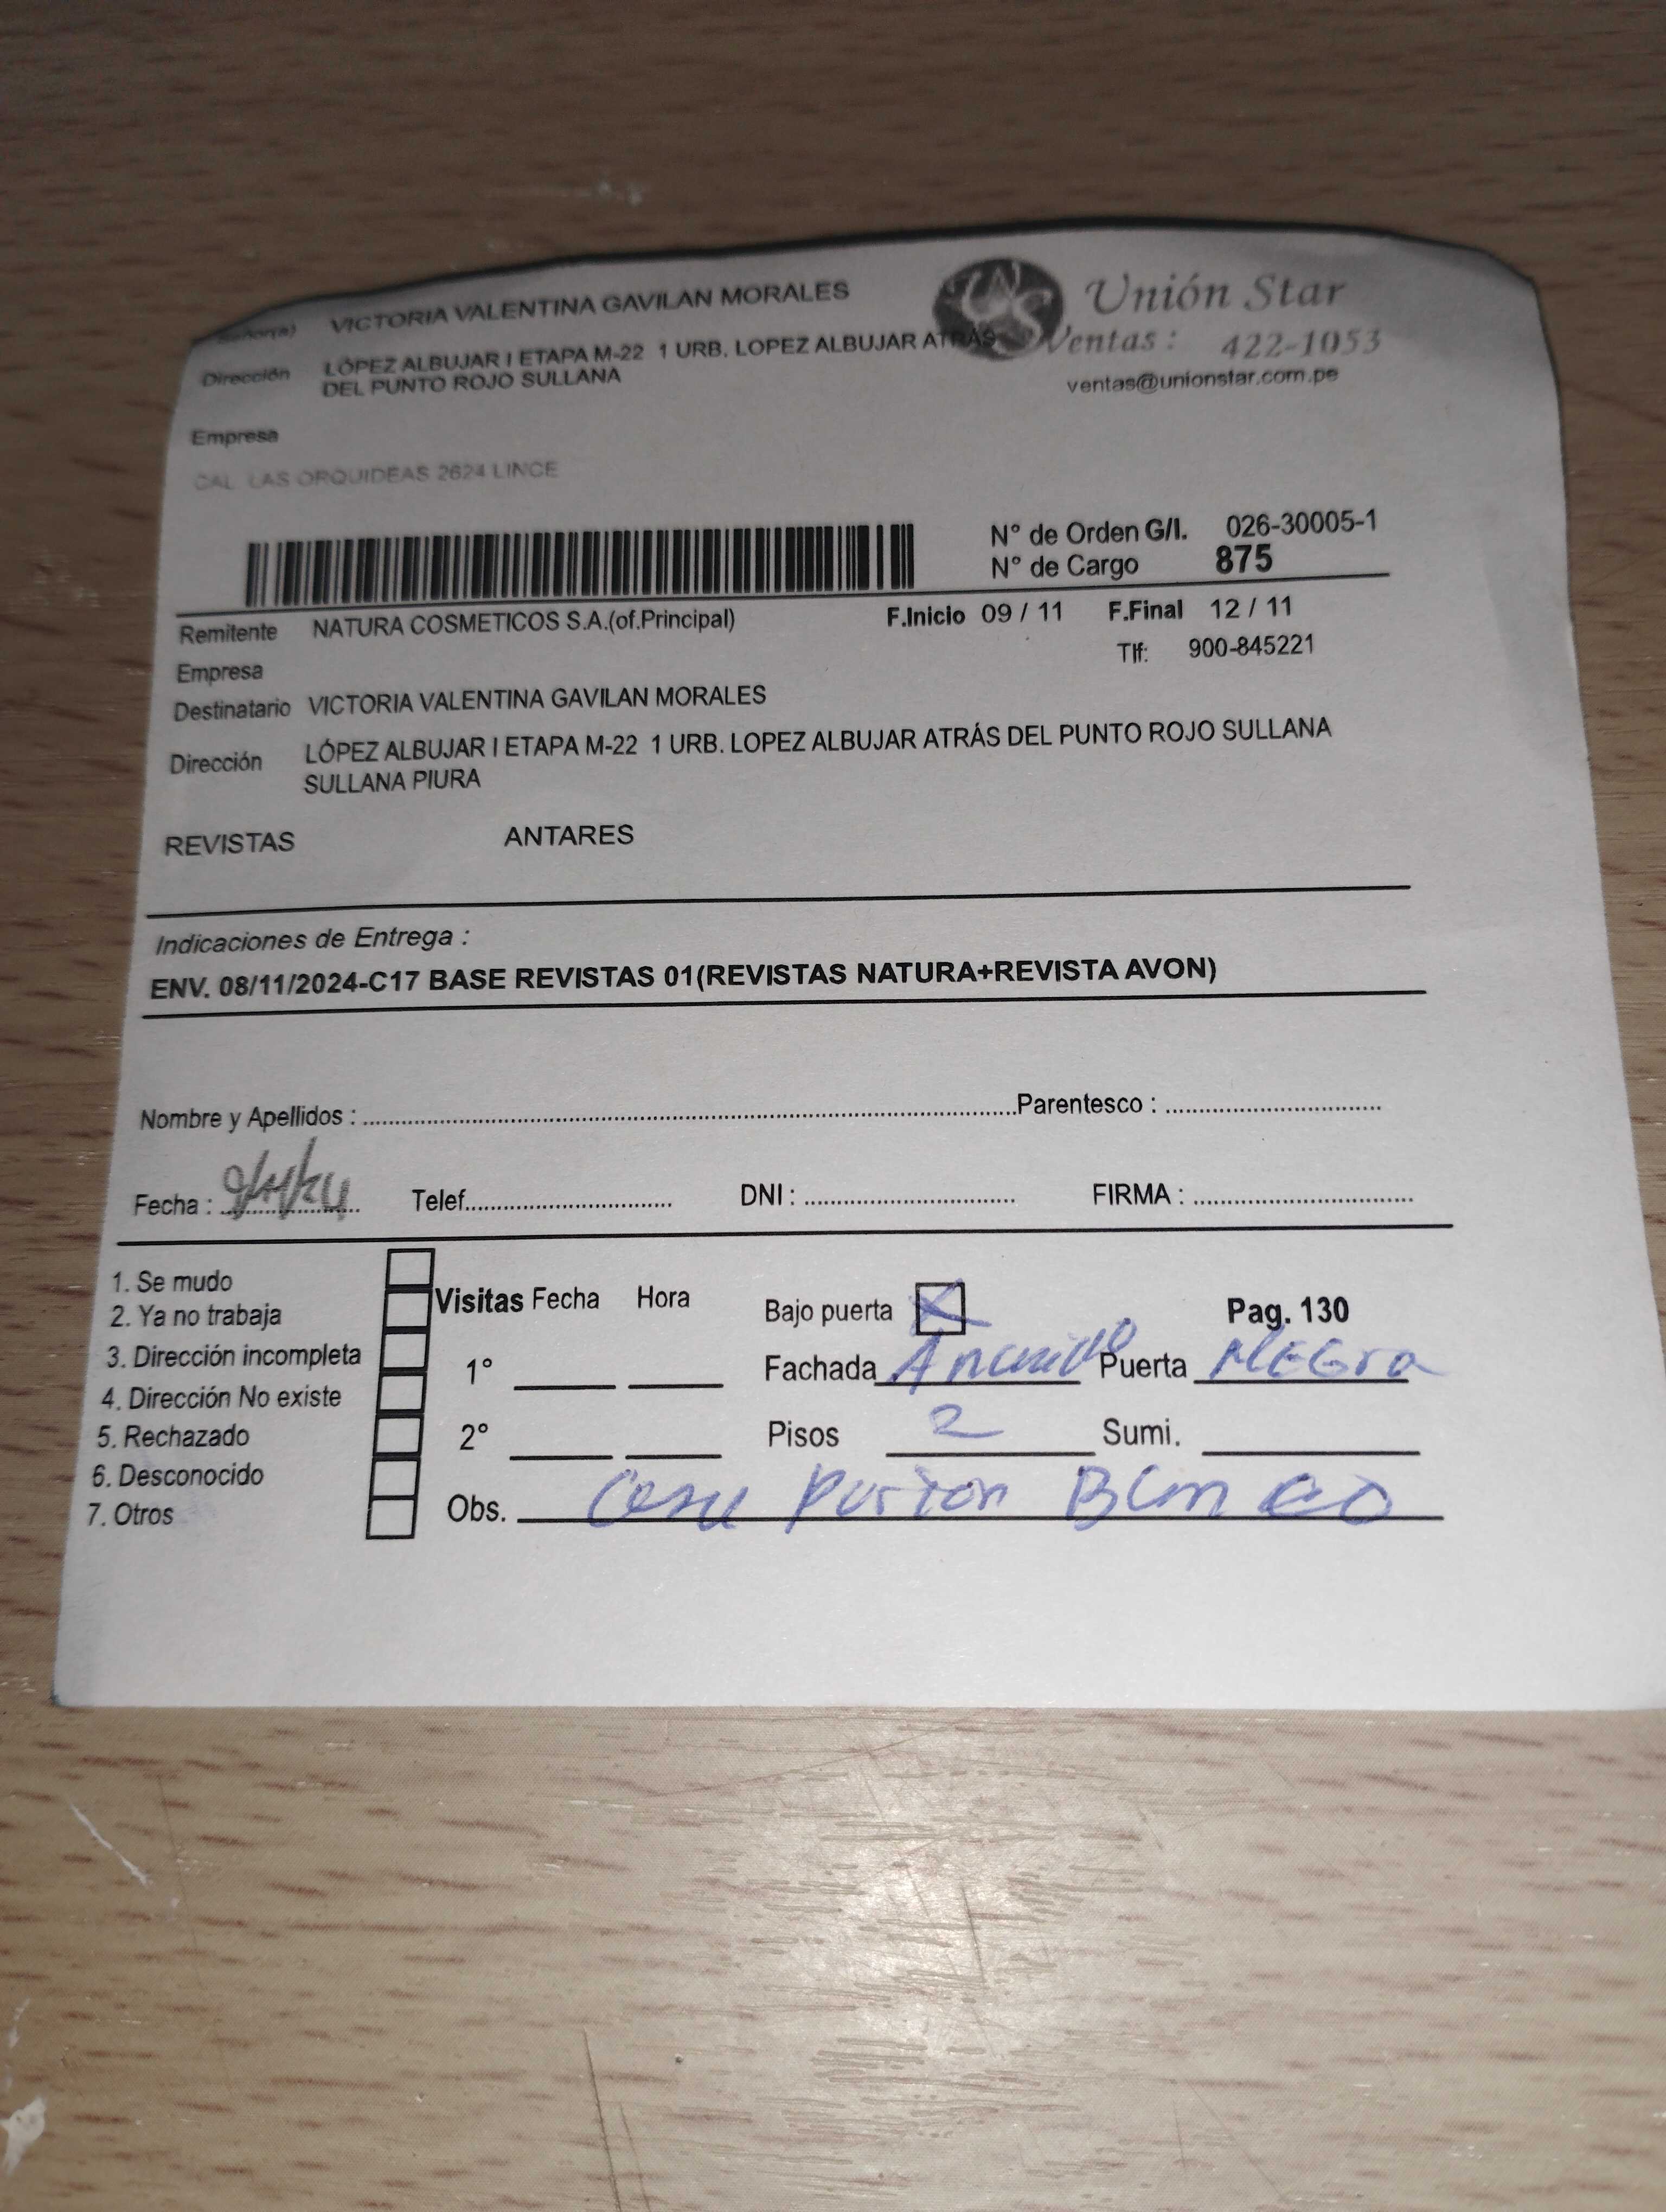 Señor(a) VICTORIA VALENTINA GAVILAN MORALES
Unión Star
Dirección LÓPEZ ALBUJAR I ETAPA M-22 1 URB. LOPEZ ALBUJAR ATRÁS
DEL PUNTO ROJO SULLANA
Ventas : 422-1053
ventas@unionstar.com.pe
Empresa
CAL LAS ORQUIDEAS 2624 LINCE
N° de Orden G/I. 026-30005-1
N° de Cargo 875
Remitente NATURA COSMETICOS S.A.(of.Principal) F.Inicio 09 / 11 F.Final 12 / 11
Empresa Tlf: 900-845221
Destinatario VICTORIA VALENTINA GAVILAN MORALES
Dirección LÓPEZ ALBUJAR I ETAPA M-22 1 URB. LOPEZ ALBUJAR ATRÁS DEL PUNTO ROJO SULLANA
SULLANA PIURA
REVISTAS ANTARES
Indicaciones de Entrega :
ENV. 08/11/2024-C17 BASE REVISTAS 01(REVISTAS NATURA+REVISTA AVON)
Nombre y Apellidos : Parentesco :
Fecha : Telef. DNI : FIRMA :
1. Se mudo
2. Ya no trabaja
3. Dirección incompleta
4. Dirección No existe
5. Rechazado
6. Desconocido
7. Otros
Visitas Fecha Hora
1°
2°
Bajo puerta X Pag. 130
Fachada Puerta NEGra
Pisos 2 Sumi.
Obs. Porton